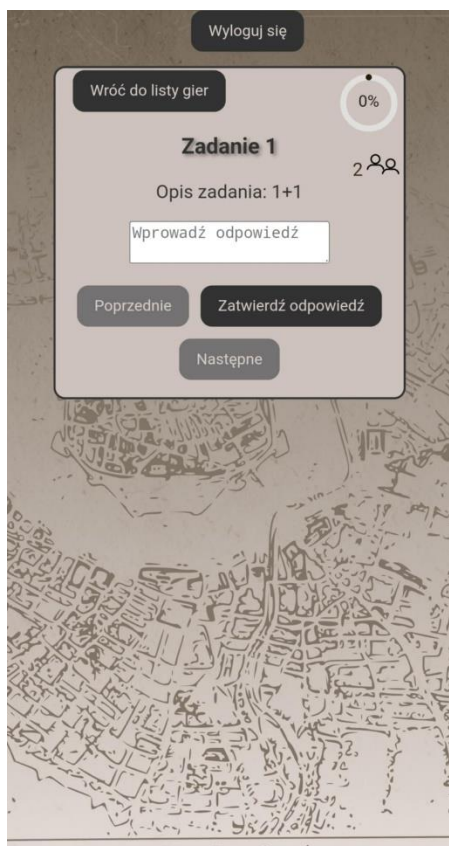 Wyloguj się
Wróć do listy gier
0%
Zadanie 1
2
Opis zadania: 1+1
Wprowadź odpowiedź
Poprzednie
Zatwierdź odpowiedź
Następne